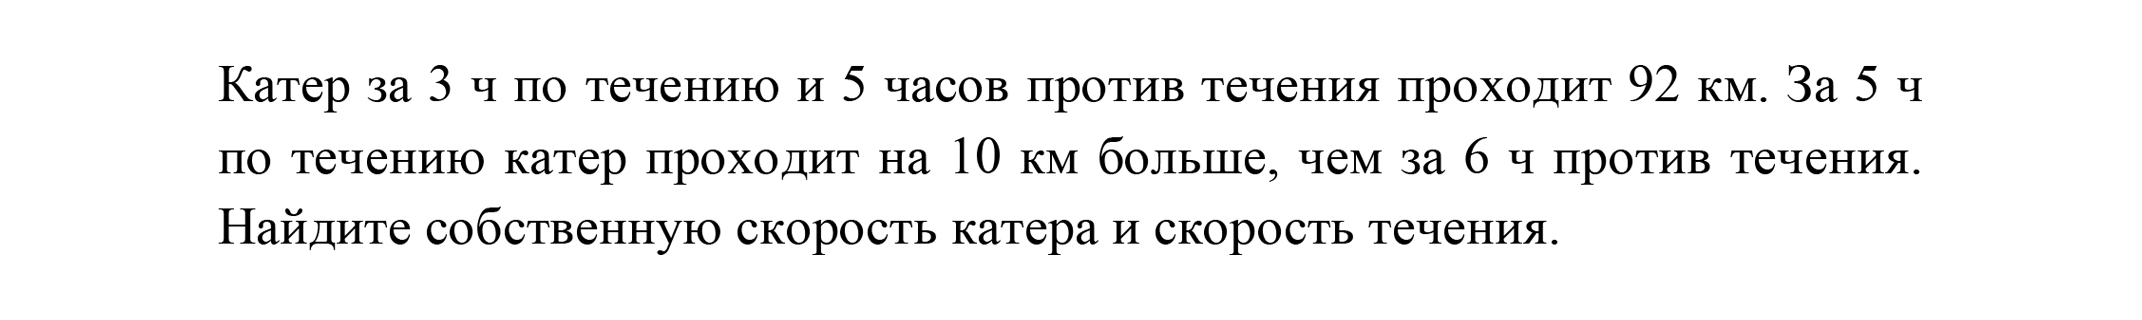 Катер за 3 ч по течению и 5 часов против течения проходит 92 км. За 5 ч
по течению катер проходит на 10 км больше, чем за 6 ч против течения.
Найдите собственную скорость катера и скорость течения.